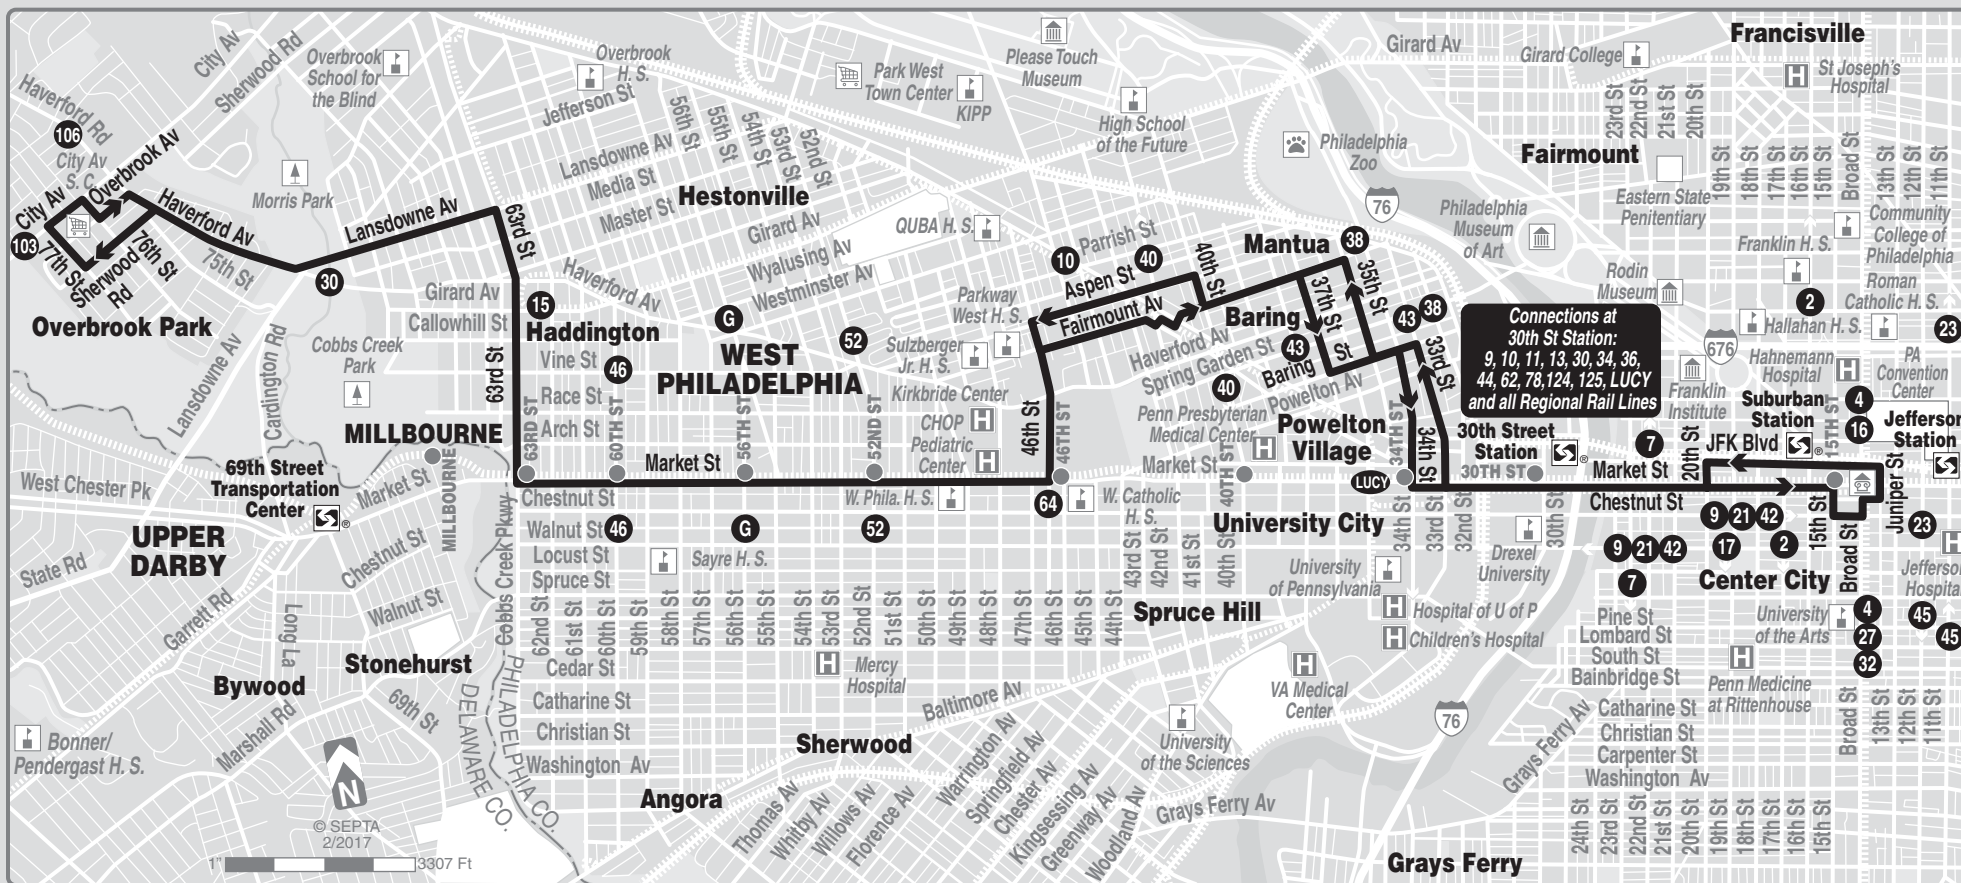 Francisville
Girard Av
Girard College
St Joseph's
Hospital
23rd St
22nd St
21st St
20th St
Fairmount
Eastern State
Penitentiary
19th St
18th St
17th St
16th St
15th St
Broad St
13th St
12th St
11th St
City Av
Sherwood Rd
Overbrook
School for
the Blind
Overbrook
H. S.
Jefferson St
Park West
Town Center
KIPP
Please Touch
Museum
High School
of the Future
Philadelphia
Zoo
76
Philadelphia
Museum
of Art
Franklin H. S.
Community
College of
Philadelphia
Rodin
Museum
Roman
Catholic H. S.
2
Hallahan H. S.
23
676
Hahnemann
Hospital
PA
Convention
Center
Franklin
Institute
Suburban
Station
15TH ST
4
16
Jefferson
Station
Haverford Rd
106
City Av
S. C.
Overbrook Av
City Av
103
77th St
Sherwood
Rd
76th St
75th St
Haverford Av
Overbrook Park
Morris Park
Lansdowne Av
30
63rd St
Lansdowne Av
Media St
Master St
56th St
55th St
54th St
53rd St
52nd St
Hestonville
Girard Av
Wyalusing Av
Westminster Av
QUBA H. S.
Haverford Av
Girard Av
Callowhill St
15
Haddington
Vine St
46
Race St
Arch St
G
WEST
PHILADELPHIA
52
Parkway
West H. S.
Sulzberger
Jr. H. S.
Kirkbride Center
CHOP
Pediatric
Center
10
Parrish St
Aspen St
40
40th St
Fairmount Av
Mantua
38
35th St
37th St
Baring
43
Baring
St
43
38
33rd St
Haverford Av
Spring Garden St
40
Powelton Av
Penn Presbyterian
Medical Center
Powelton
Village
34TH ST
34th St
Connections at
30th St Station:
9, 10, 11, 13, 30, 34, 36,
44, 62, 78,124, 125, LUCY
and all Regional Rail Lines
30th Street
Station
®
30TH ST
7
20th St
JFK Blvd
®
Market St
Chestnut St
15th St
Broad St
Juniper St
23
Lansdowne Av
Cardington Rd
Cobbs Creek
Park
63rd St
MILLBOURNE
69th Street
Transportation
Center
®
West Chester Pk
Market St
MILLBOURNE
63RD ST
60TH ST
56TH ST
52ND ST
46th St
46TH ST
Market St
Market St
40TH ST
LUCY
Chestnut St
W. Phila. H. S.
64
W. Catholic
H. S.
University City
34th St
33rd St
32nd St
30th St
Drexel
University
9
21
42
17
2
9
21
42
7
Center City
Jefferson
Hospital
UPPER
DARBY
State Rd
Garrett Rd
Chestnut St
Walnut St
Cobbs Creek Pkwy
Walnut St
46
G
52
Locust St
Spruce St
Sayre H. S.
43rd St
42nd St
41st St
40th St
Spruce Hill
University
of Pennsylvania
Hospital of U of P
Children's Hospital
62nd St
61st St
60th St
59th St
58th St
57th St
56th St
55th St
54th St
53rd St
52nd St
51st St
50th St
49th St
48th St
47th St
46th St
45th St
44th St
Pine St
Lombard St
South St
Bainbridge St
University
of the Arts
4
27
32
45
45
Long La
Stonehurst
Bywood
Cedar St
Mercy
Hospital
VA Medical
Center
Penn Medicine
at Rittenhouse
Marshall Rd
69th St
PHILADELPHIA CO.
DELAWARE CO.
Catharine St
Christian St
Washington Av
Baltimore Av
Sherwood
University
of the Sciences
76
Grays Ferry Av
Catharine St
Christian St
Carpenter St
Washington Av
Broad St
13th St
12th St
11th St
Bonner/
Pendergast H. S.
N
© SEPTA
2/2017
1"
3307 Ft
Angora
Thomas Av
Whitby Av
Willows Av
Florence Av
Warrington Av
Springfield Av
Chester Av
Kingsessing Av
Greenway Av
Woodland Av
Grays Ferry Av
Grays Ferry
24th St
23rd St
22nd St
21st St
20th St
19th St
18th St
17th St
16th St
15th St